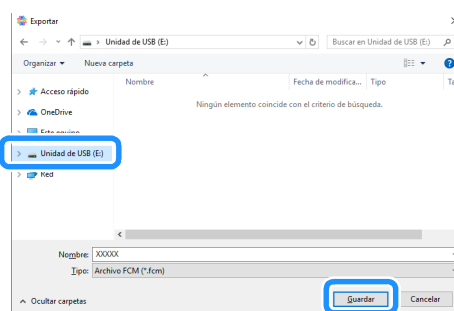 Exportar
Unidad de USB (E:)
Buscar en Unidad de USB (E:)
Organizar
Nueva carpeta
Nombre
Fecha de modifica...
Tipo
Ningún elemento coincide con el criterio de búsqueda.
Acceso rápido
OneDrive
Este equipo
Unidad de USB (E:)
Red
Nombre: XXXXX
Tipo: Archivo FCM (*.fcm)
Ocultar carpetas
Guardar
Cancelar